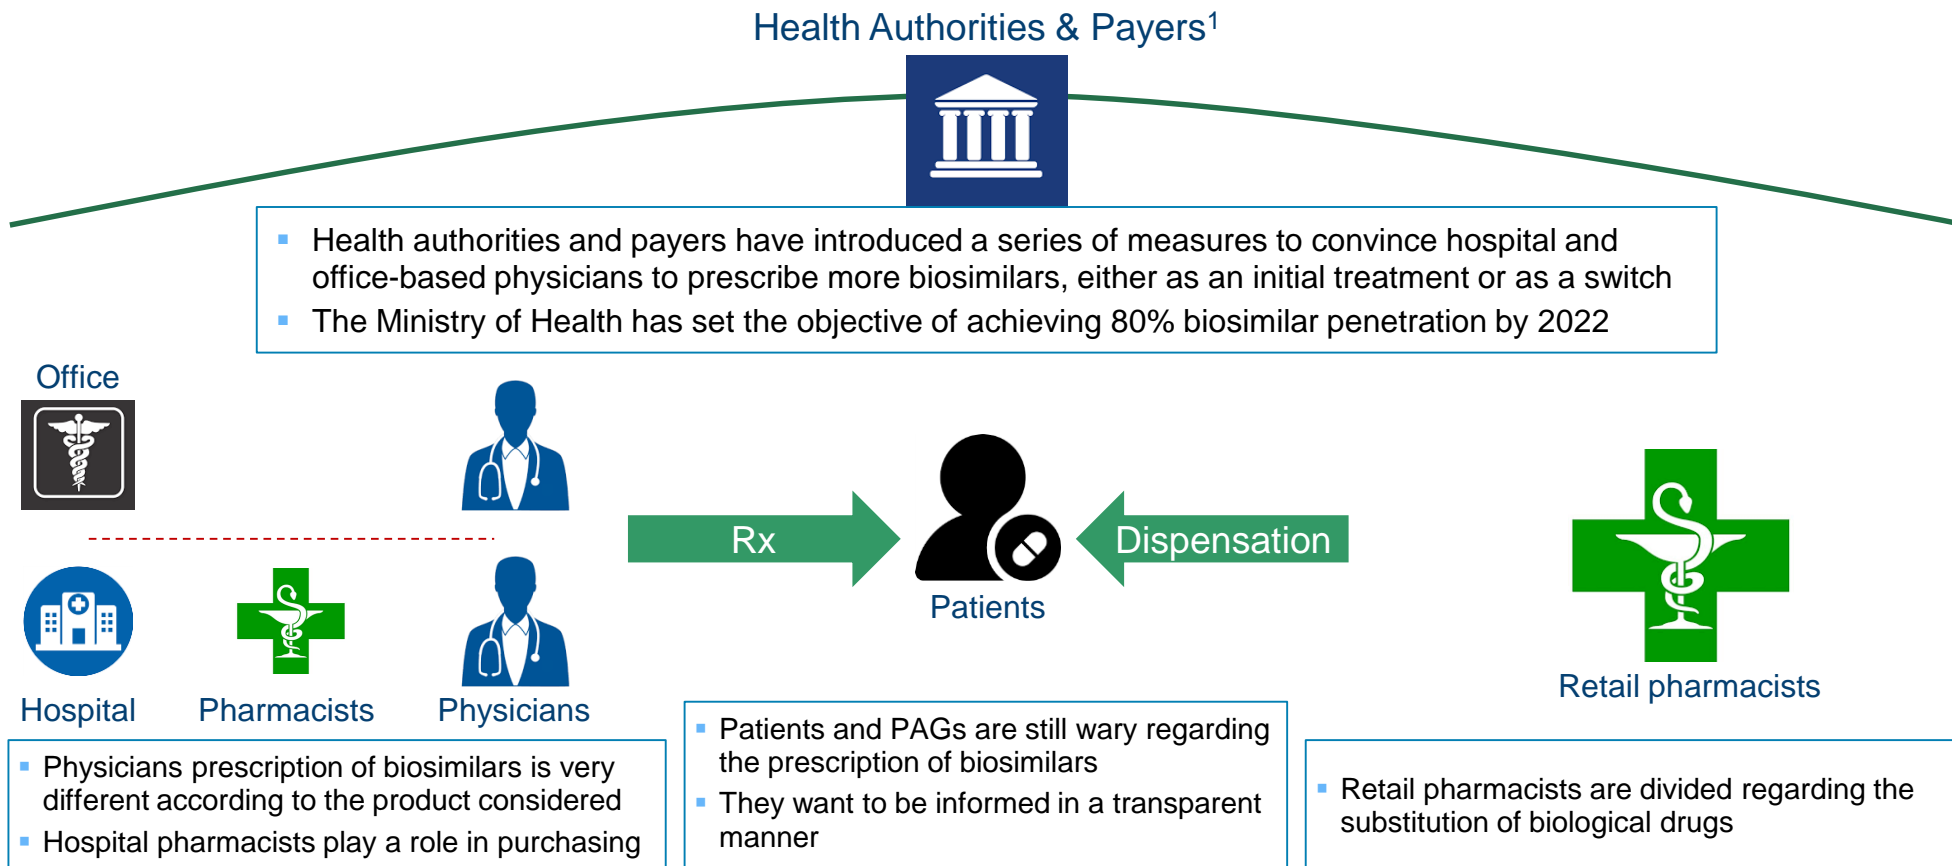 Health Authorities & Payers¹
▪ Health authorities and payers have introduced a series of measures to convince hospital and
office-based physicians to prescribe more biosimilars, either as an initial treatment or as a switch
▪ The Ministry of Health has set the objective of achieving 80% biosimilar penetration by 2022
Office
Rx
Dispensation
Patients
Hospital
Pharmacists
Physicians
Retail pharmacists
▪ Physicians prescription of biosimilars is very
different according to the product considered
▪ Hospital pharmacists play a role in purchasing
▪ Patients and PAGs are still wary regarding
the prescription of biosimilars
▪ They want to be informed in a transparent
manner
▪ Retail pharmacists are divided regarding the
substitution of biological drugs